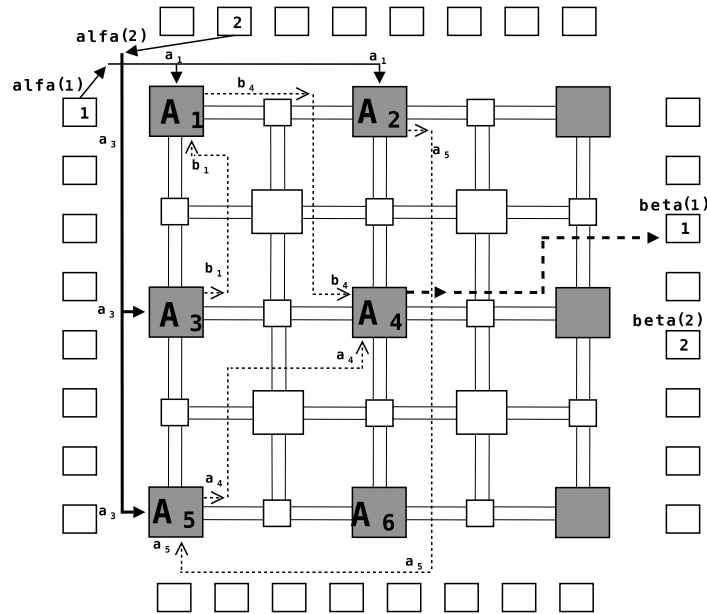 2
alfa(2)
a1 a1
alfa(1)
b4
1
A1 A2
a3
a5
b1
beta(1)
1
b1 b4
a3
A3 A4
beta(2)
2
a4
a4
a3
A5 A6
a5
a5